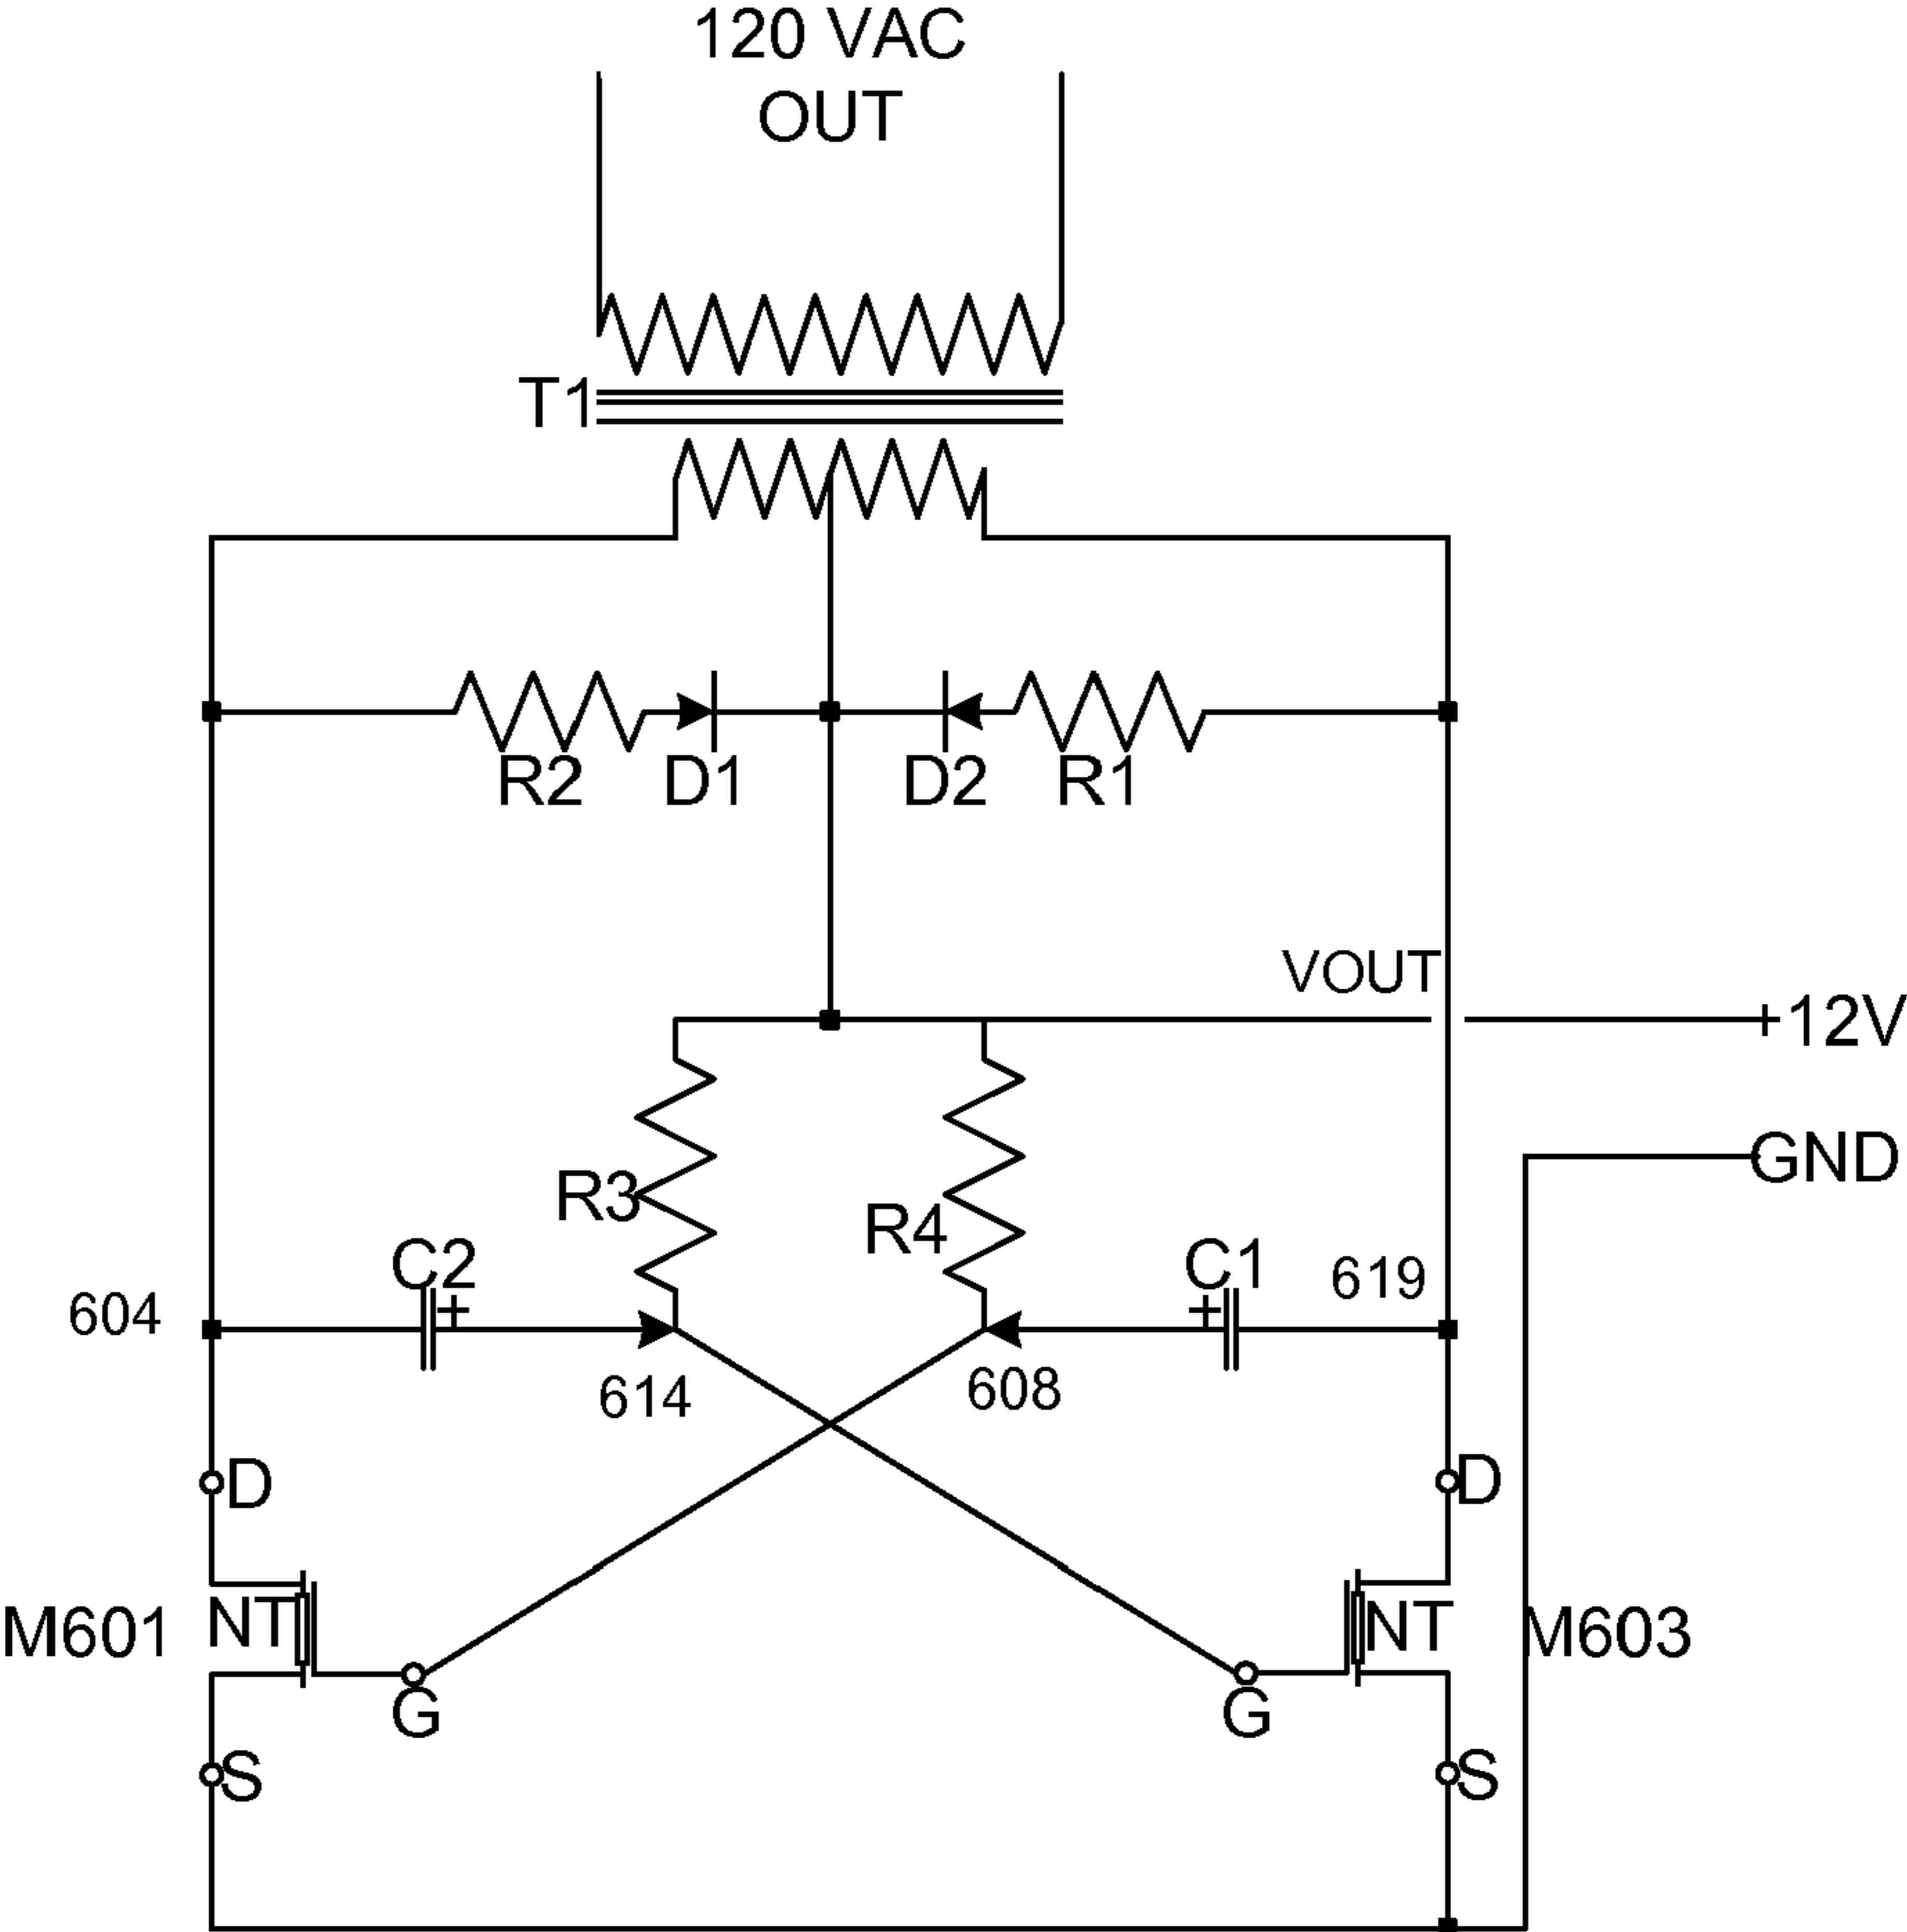 120 VAC
OUT
T1
R2
D1
D2
R1
VOUT
+12V
GND
R3
R4
C2
+
C1
+
619
604
614
608
D
D
M601
NT
NT
M603
G
G
S
S